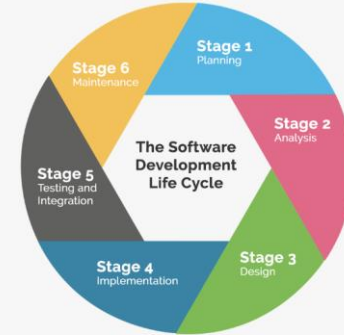 Stage 1
Planning
Stage 2
Analysis
Stage 3
Design
Stage 4
Implementation
Stage 5
Testing and
Integration
Stage 6
Maintenance
The Software
Development
Life Cycle